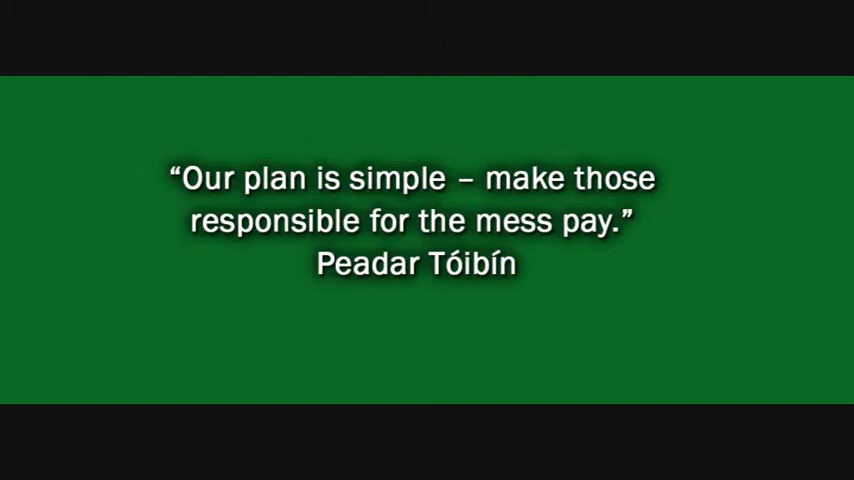 “Our plan is simple – make those
responsible for the mess pay.”
Peadar Tóibín